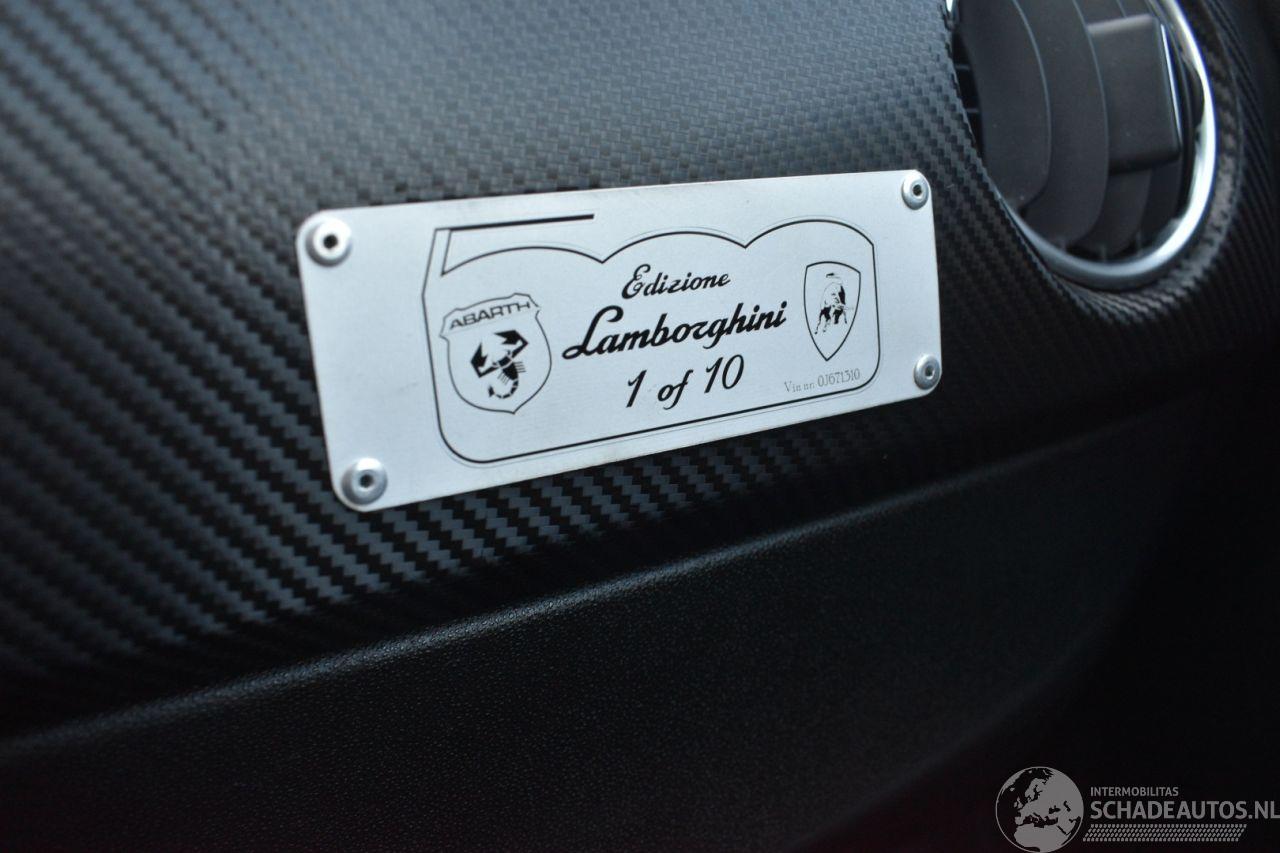 ABARTH
Edizione
Lamborghini
1 of 10
Vin nr. 0J671310
INTERMOBILITAS
SCHADEAUTOS.NL